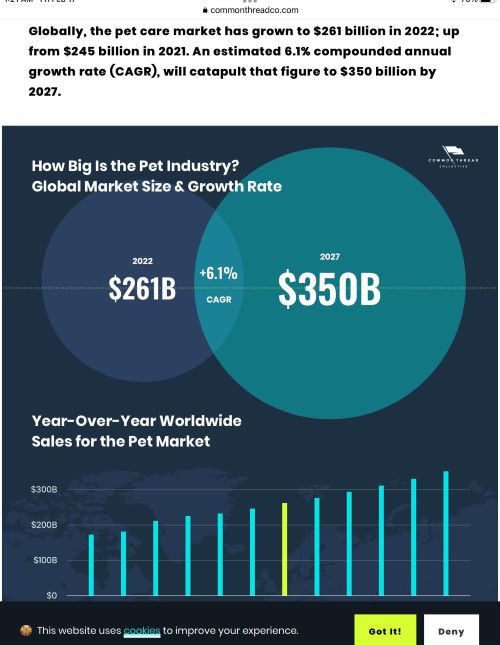 commonthreadco.com
Globally, the pet care market has grown to $261 billion in 2022; up
from $245 billion in 2021. An estimated 6.1% compounded annual
growth rate (CAGR), will catapult that figure to $350 billion by
2027.
COMMON THREAD
COLLECTIVE
How Big Is the Pet Industry?
Global Market Size & Growth Rate
2022
$261B
+6.1%
CAGR
2027
$350B
Year-Over-Year Worldwide
Sales for the Pet Market
$300B
$200B
$100B
$0
This website uses cookies to improve your experience.
Got It!
Deny